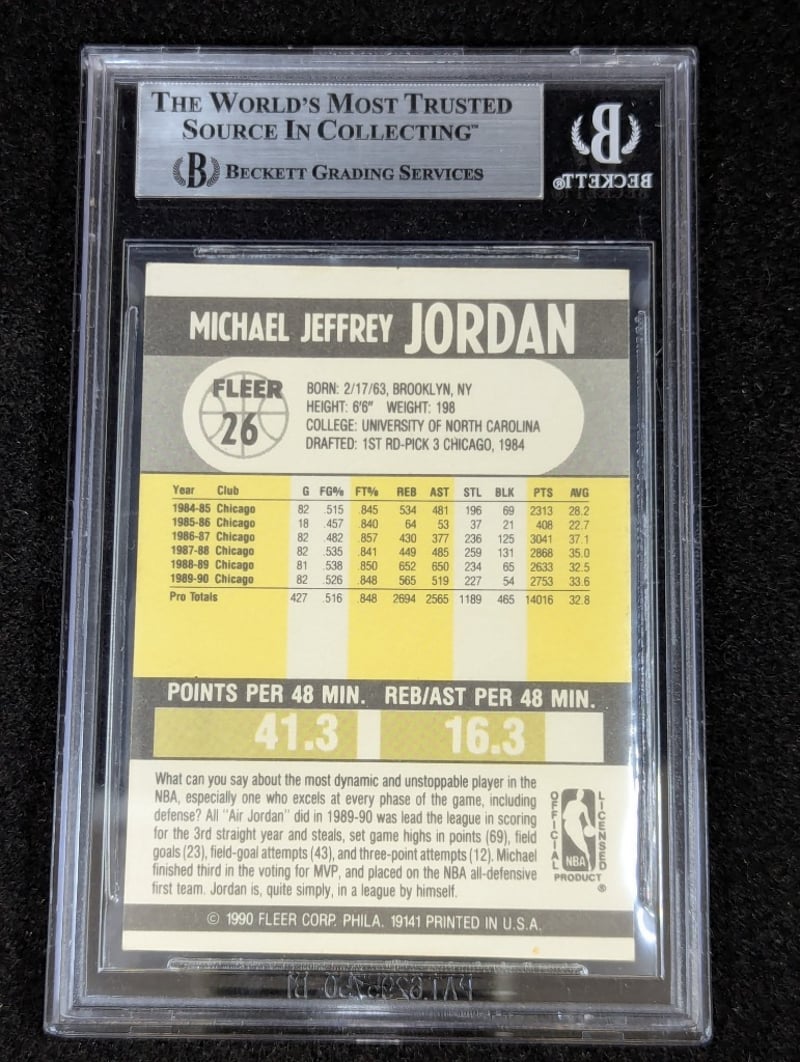 THE WORLD'S MOST TRUSTED
SOURCE IN COLLECTING™
B BECKETT GRADING SERVICES
B
BECKETT®
MICHAEL JEFFREY JORDAN
FLEER
26
BORN: 2/17/63, BROOKLYN, NY
HEIGHT: 6'6" WEIGHT: 198
COLLEGE: UNIVERSITY OF NORTH CAROLINA
DRAFTED: 1ST RD-PICK 3 CHICAGO, 1984
Year Club G FG% FT% REB AST STL BLK PTS AVG
1984-85 Chicago 82 .515 .845 534 481 196 69 2313 28.2
1985-86 Chicago 18 .457 .840 64 53 37 21 408 22.7
1986-87 Chicago 82 .482 .857 430 377 236 125 3041 37.1
1987-88 Chicago 82 .535 .841 449 485 259 131 2868 35.0
1988-89 Chicago 81 .538 .850 652 650 234 65 2633 32.5
1989-90 Chicago 82 .526 .848 565 519 227 54 2753 33.6
Pro Totals 427 .516 .848 2694 2565 1189 465 14016 32.8
POINTS PER 48 MIN. REB/AST PER 48 MIN.
41.3 16.3
What can you say about the most dynamic and unstoppable player in the
NBA, especially one who excels at every phase of the game, including
defense? All "Air Jordan" did in 1989-90 was lead the league in scoring
for the 3rd straight year and steals, set game highs in points (69), field
goals (23), field-goal attempts (43), and three-point attempts (12). Michael
finished third in the voting for MVP, and placed on the NBA all-defensive
first team. Jordan is, quite simply, in a league by himself.
OFFICIAL
NBA
LICENSED
PRODUCT
®
© 1990 FLEER CORP. PHILA. 19141 PRINTED IN U.S.A.